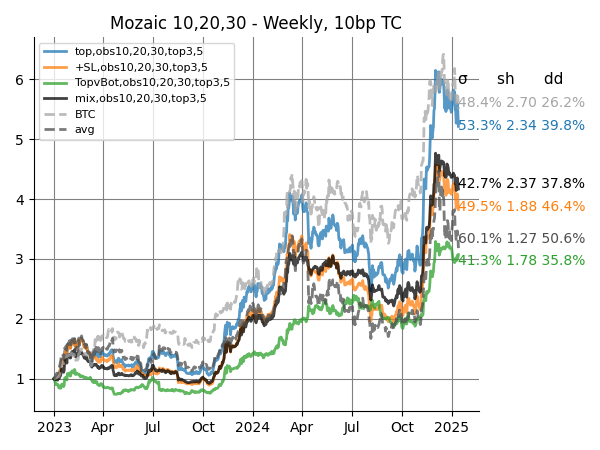 Mozaic 10,20,30 - Weekly, 10bp TC
top,obs10,20,30,top3,5
+SL,obs10,20,30,top3,5
TopvBot,obs10,20,30,top3,5
mix,obs10,20,30,top3,5
BTC
avg
σ sh dd
48.4% 2.70 26.2%
53.3% 2.34 39.8%
42.7% 2.37 37.8%
49.5% 1.88 46.4%
60.1% 1.27 50.6%
41.3% 1.78 35.8%
6
5
4
3
2
1
2023 Apr Jul Oct 2024 Apr Jul Oct 2025